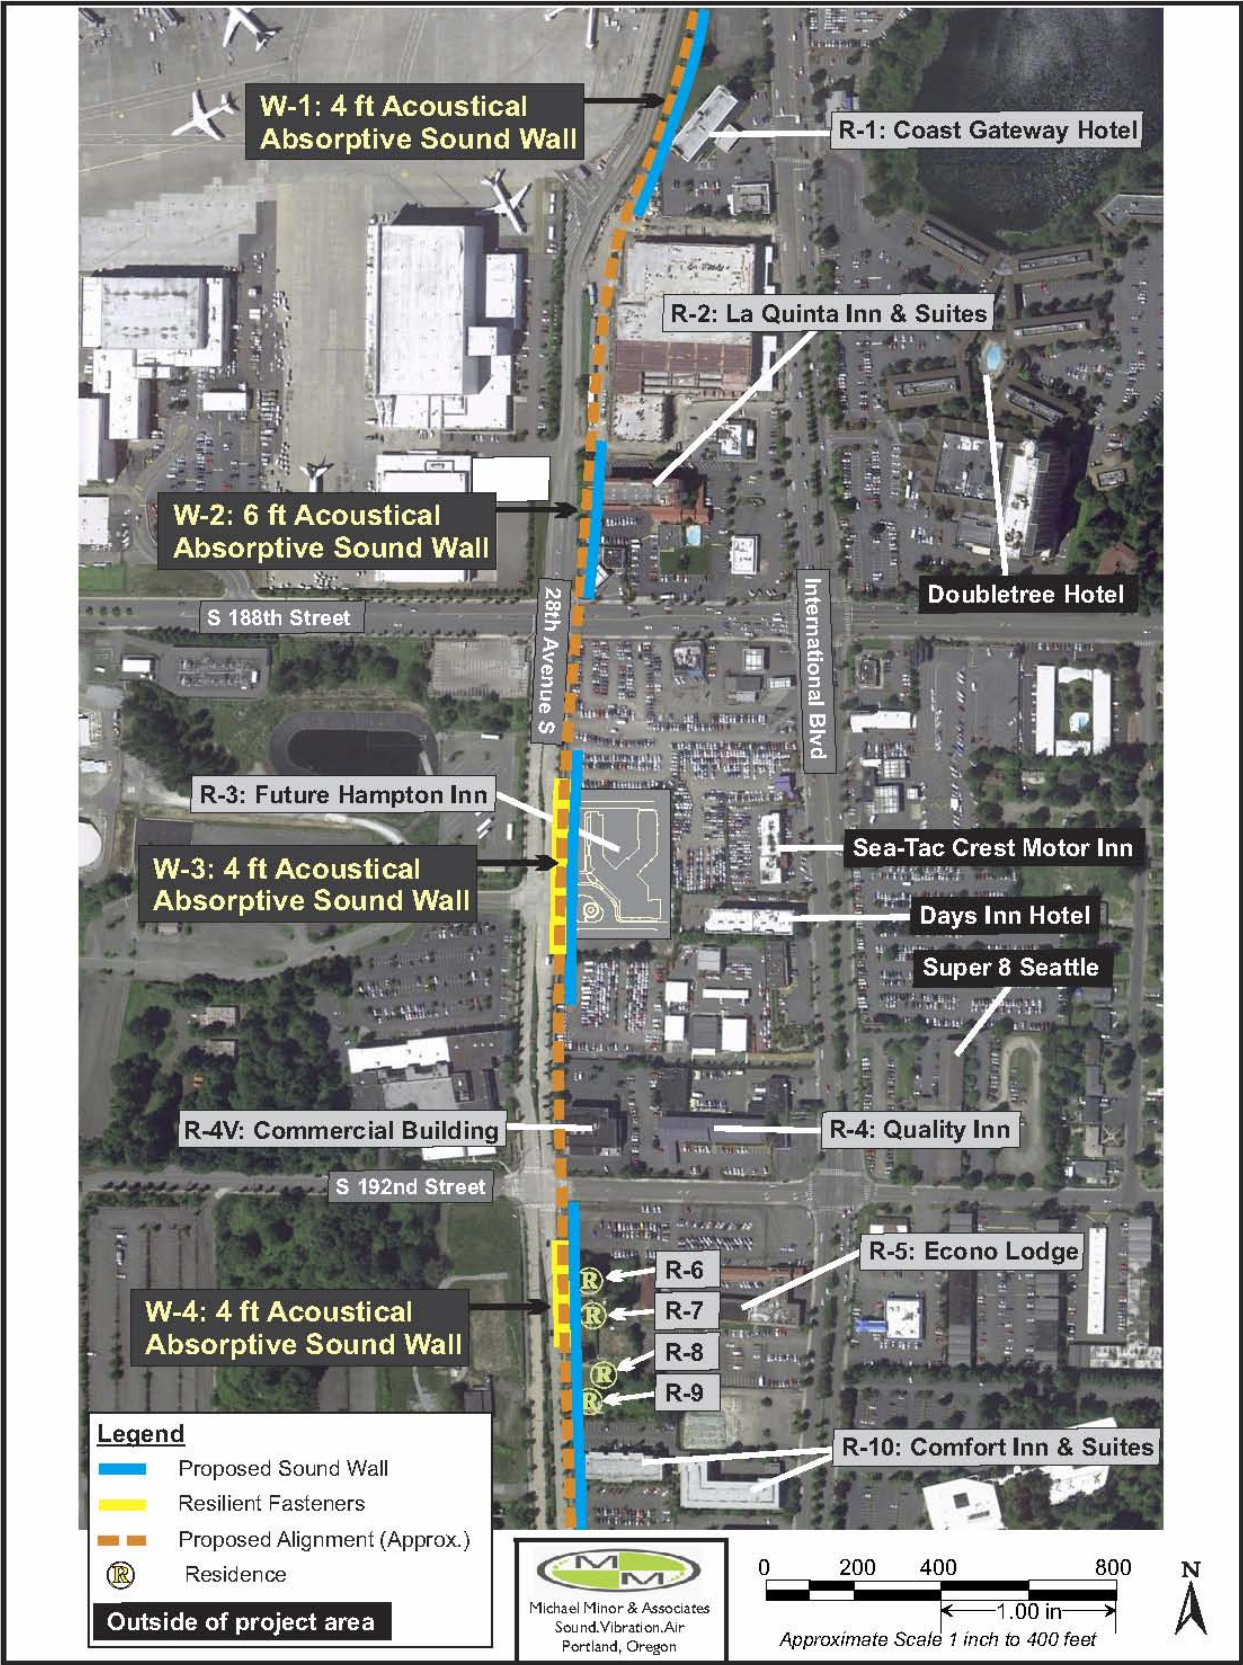 W-1: 4 ft Acoustical
Absorptive Sound Wall
R-1: Coast Gateway Hotel
R-2: La Quinta Inn & Suites
W-2: 6 ft Acoustical
Absorptive Sound Wall
Doubletree Hotel
S 188th Street
28th Avenue S
International Blvd
R-3: Future Hampton Inn
W-3: 4 ft Acoustical
Absorptive Sound Wall
Sea-Tac Crest Motor Inn
Days Inn Hotel
Super 8 Seattle
R-4V: Commercial Building
R-4: Quality Inn
S 192nd Street
R-5: Econo Lodge
R R-6
R R-7
R R-8
R R-9
W-4: 4 ft Acoustical
Absorptive Sound Wall
R-10: Comfort Inn & Suites
Legend
Proposed Sound Wall
Resilient Fasteners
Proposed Alignment (Approx.)
R Residence
Outside of project area
M M
Michael Minor & Associates
Sound.Vibration.Air
Portland, Oregon
0 200 400 800
1.00 in
Approximate Scale 1 inch to 400 feet
N